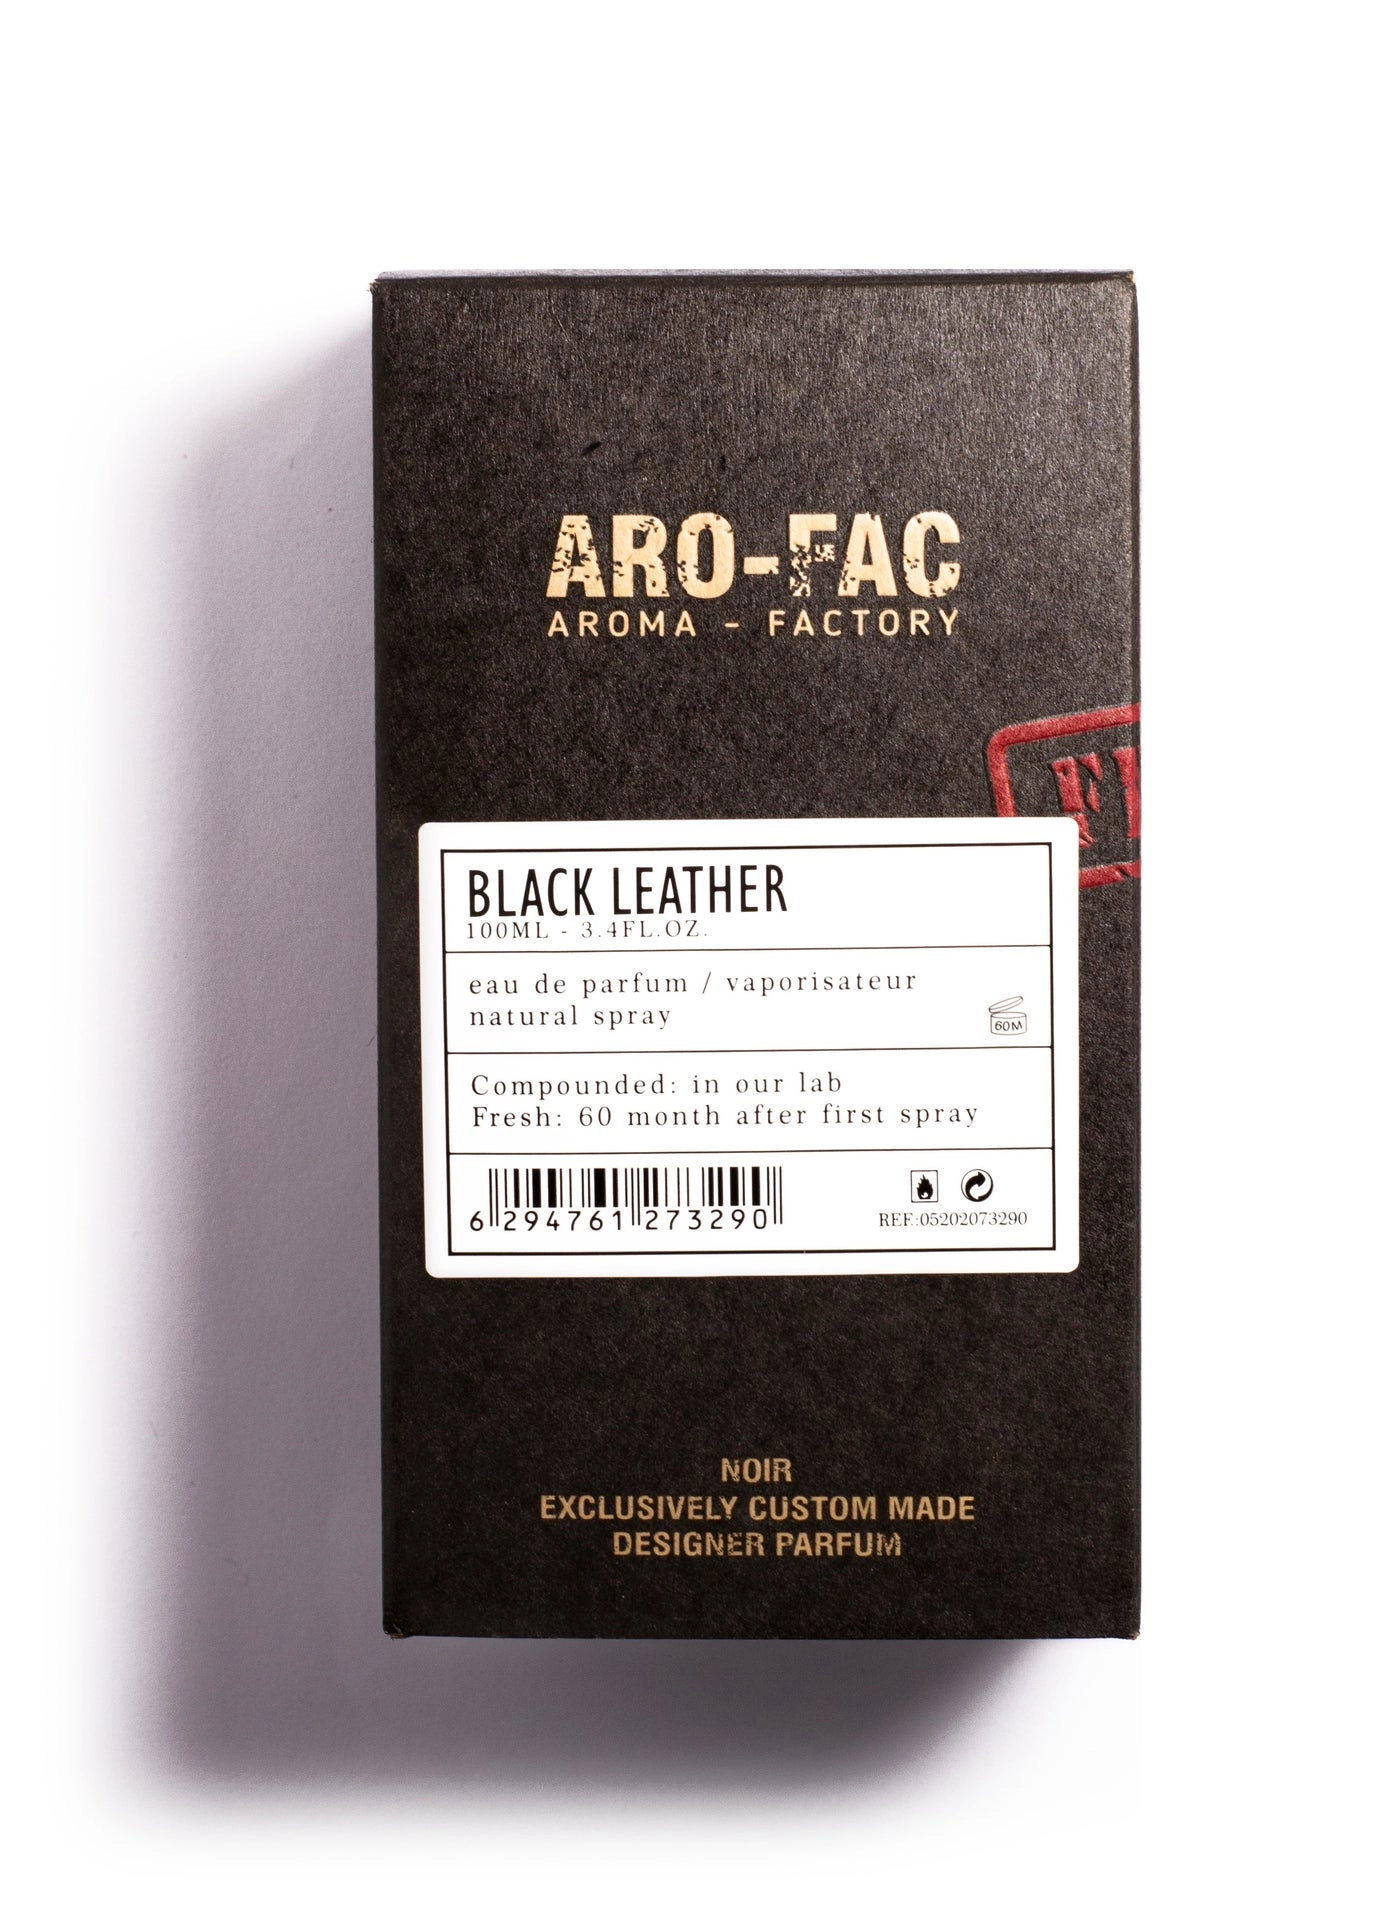 ARO-FAC
AROMA - FACTORY
BLACK LEATHER
100ML - 3.4FL.OZ.
eau de parfum / vaporisateur
natural spray
60M
Compounded: in our lab
Fresh: 60 month after first spray
6 294761 273290
REF.:05202073290
NOIR
EXCLUSIVELY CUSTOM MADE
DESIGNER PARFUM